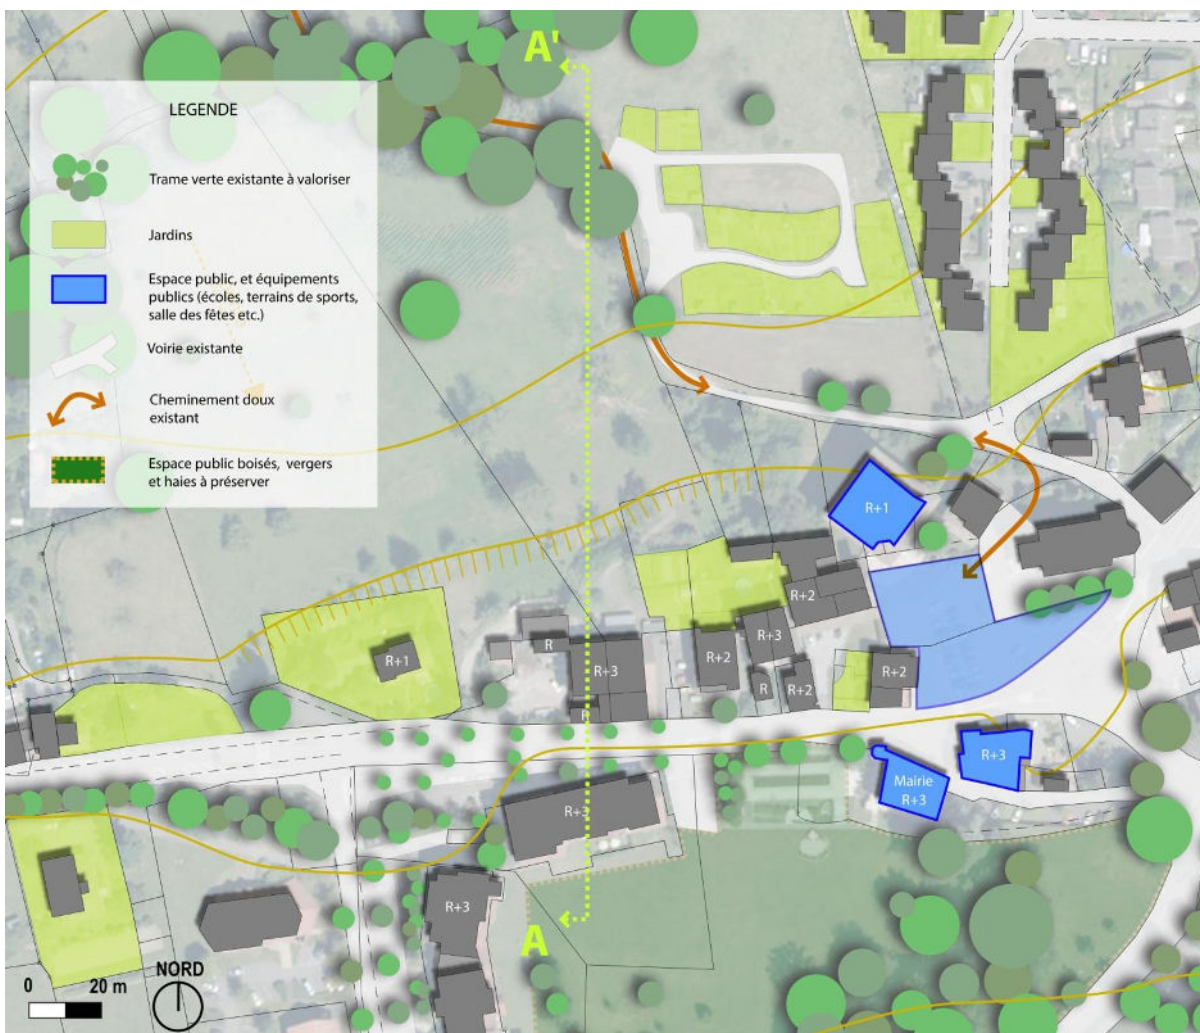 A'
LEGENDE
Trame verte existante à valoriser
Jardins
Espace public, et équipements
publics (écoles, terrains de sports,
salle des fêtes etc.)
Voirie existante
Cheminement doux
existant
Espace public boisés, vergers
et haies à préserver
R+1
R+2
R+3
R
R+3
R+2
R+1
R
R+2
R+2
R
R+3
Mairie
R+3
R+3
R+3
A
NORD
0 20 m